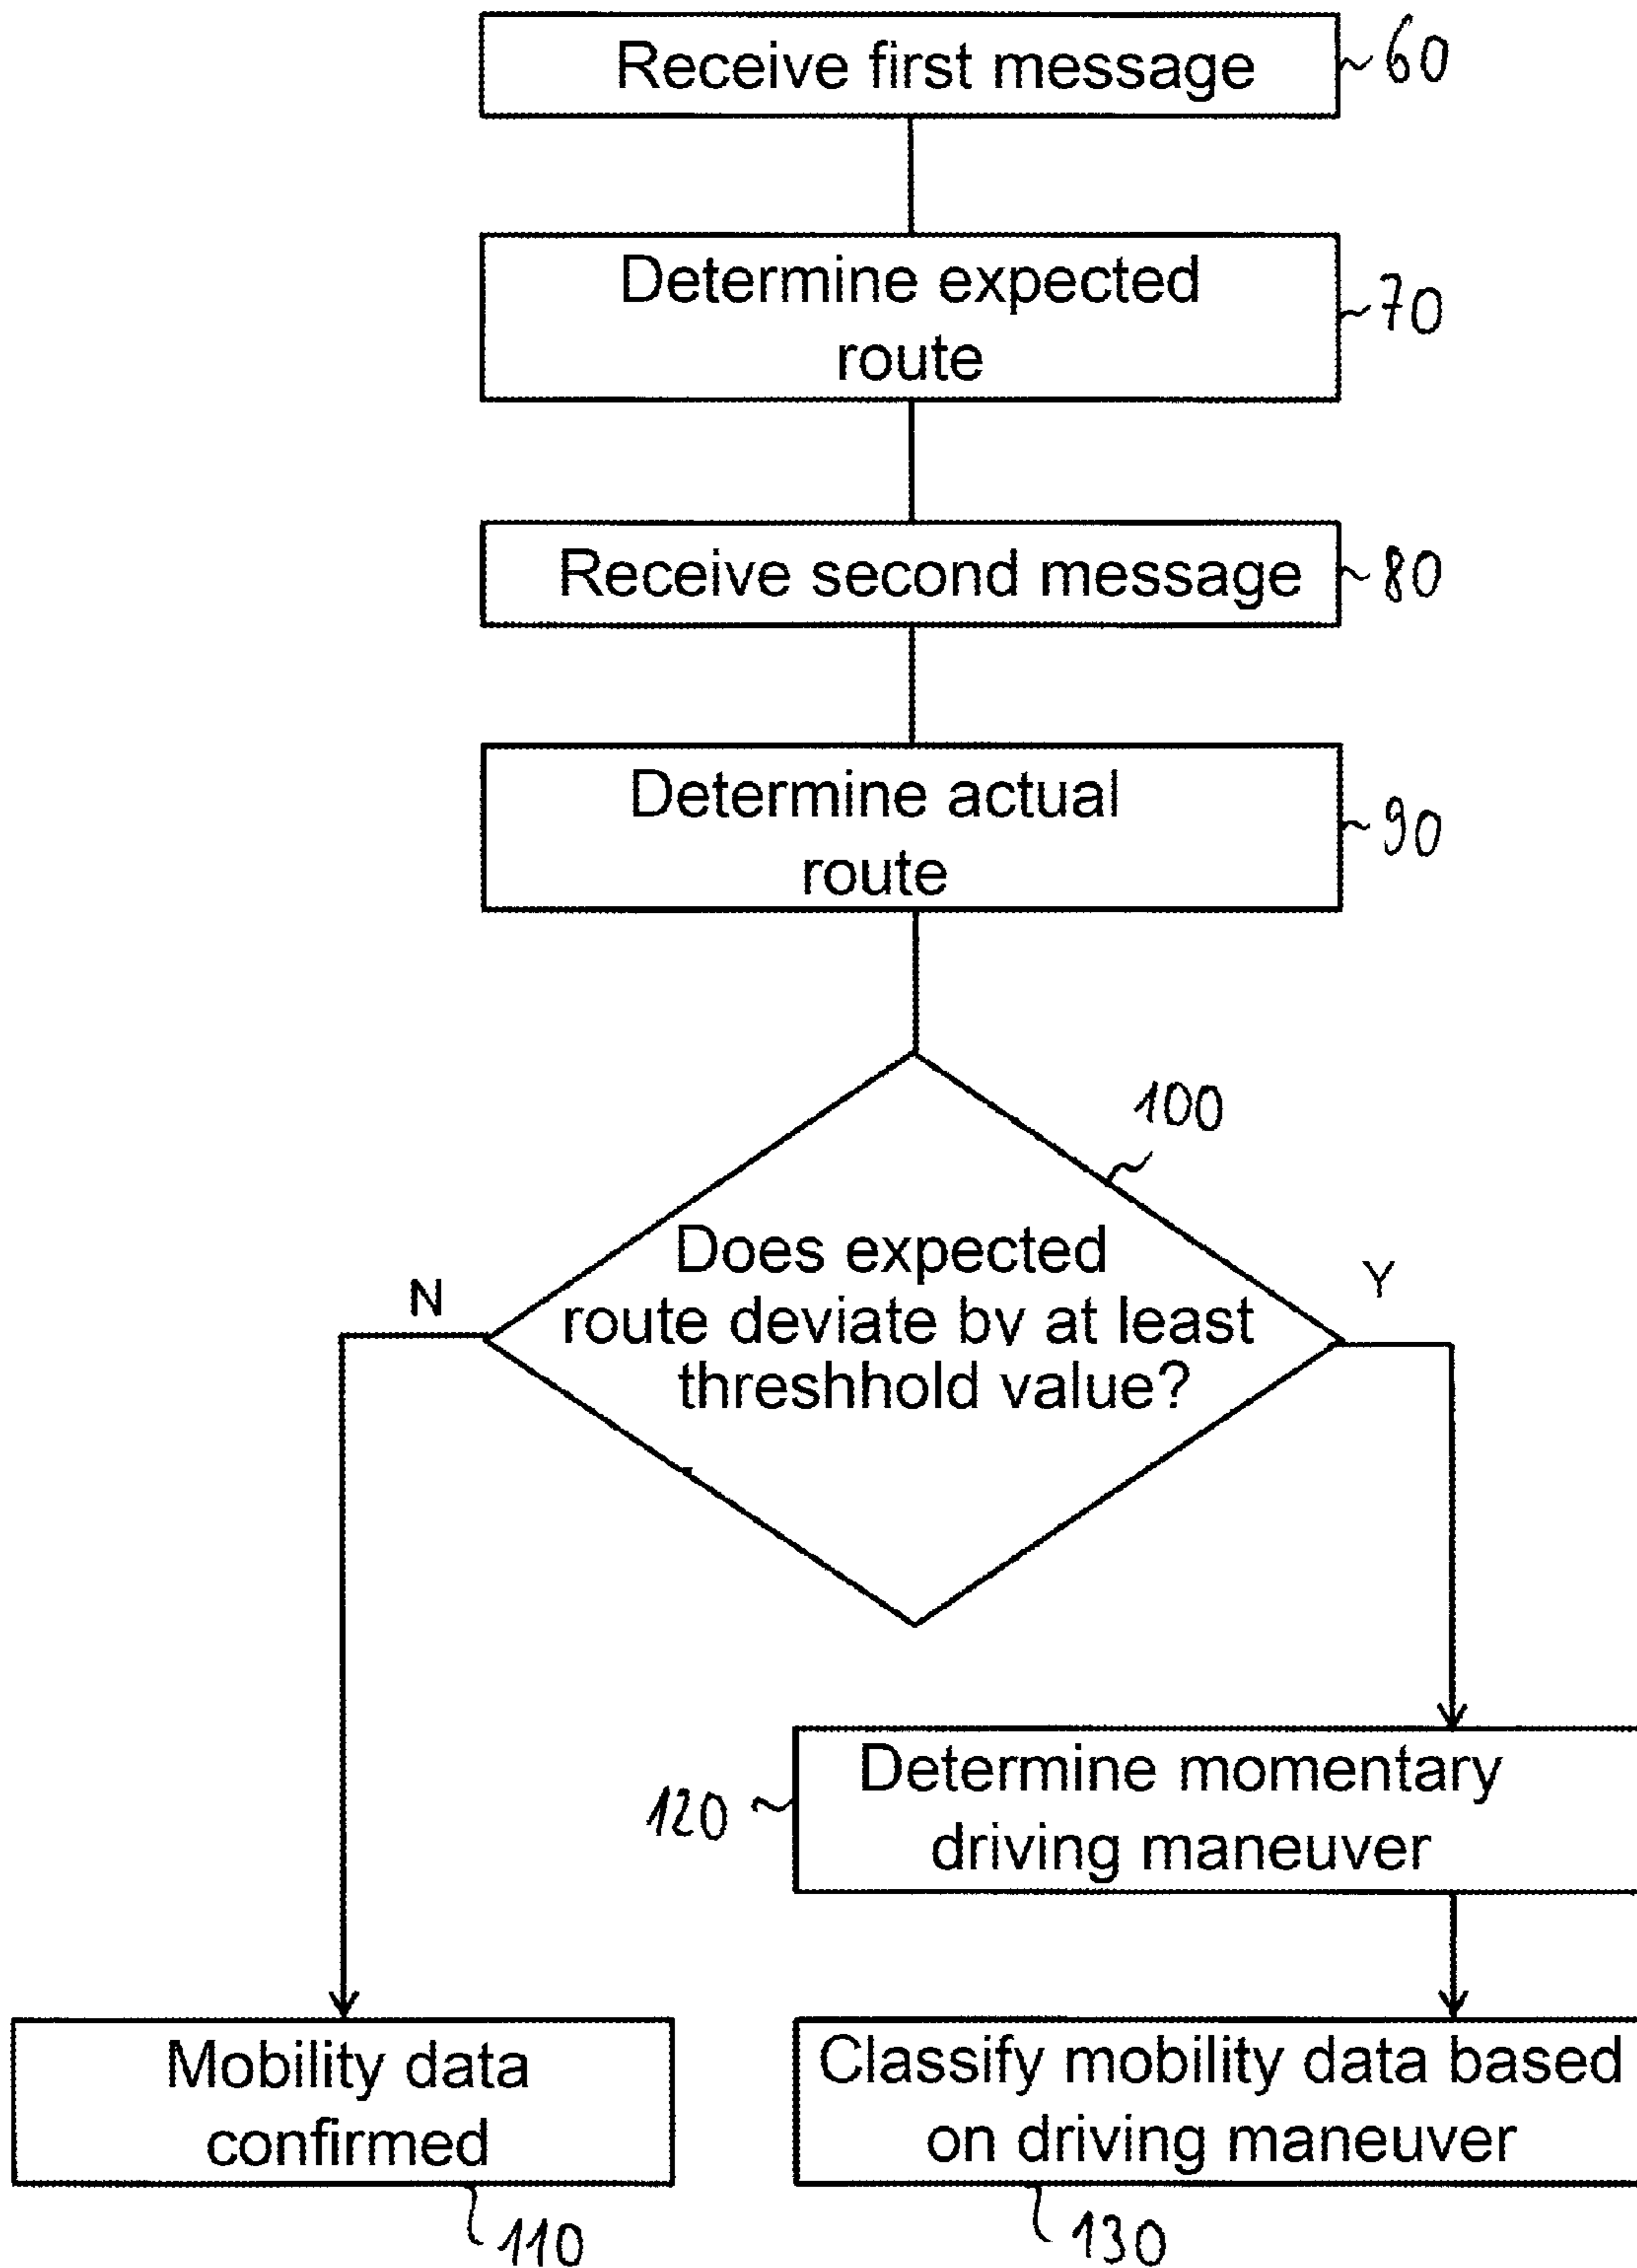 Receive first message
60
Determine expected
route
70
Receive second message
80
Determine actual
route
90
100
Does expected
route deviate by at least
threshhold value?
N
Y
Determine momentary
driving maneuver
120
Mobility data
confirmed
110
Classify mobility data based
on driving maneuver
130